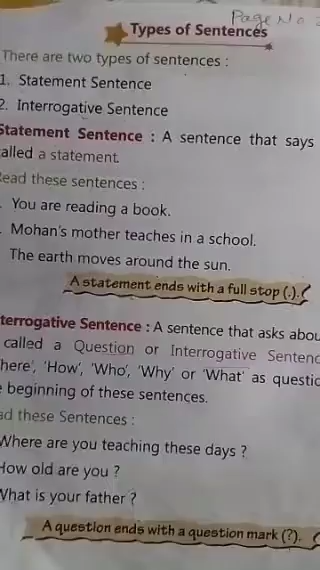 Page No
Types of Sentences
There are two types of sentences :
1. Statement Sentence
2. Interrogative Sentence
Statement Sentence : A sentence that says
alled a statement.
Read these sentences :
You are reading a book.
Mohan's mother teaches in a school.
The earth moves around the sun.
A statement ends with a full stop (.).
terrogative Sentence : A sentence that asks abou
called a Question or Interrogative Sentenc
here', 'How', 'Who', 'Why' or 'What' as questio
beginning of these sentences.
ad these Sentences :
Where are you teaching these days ?
How old are you ?
What is your father ?
A question ends with a question mark (?).